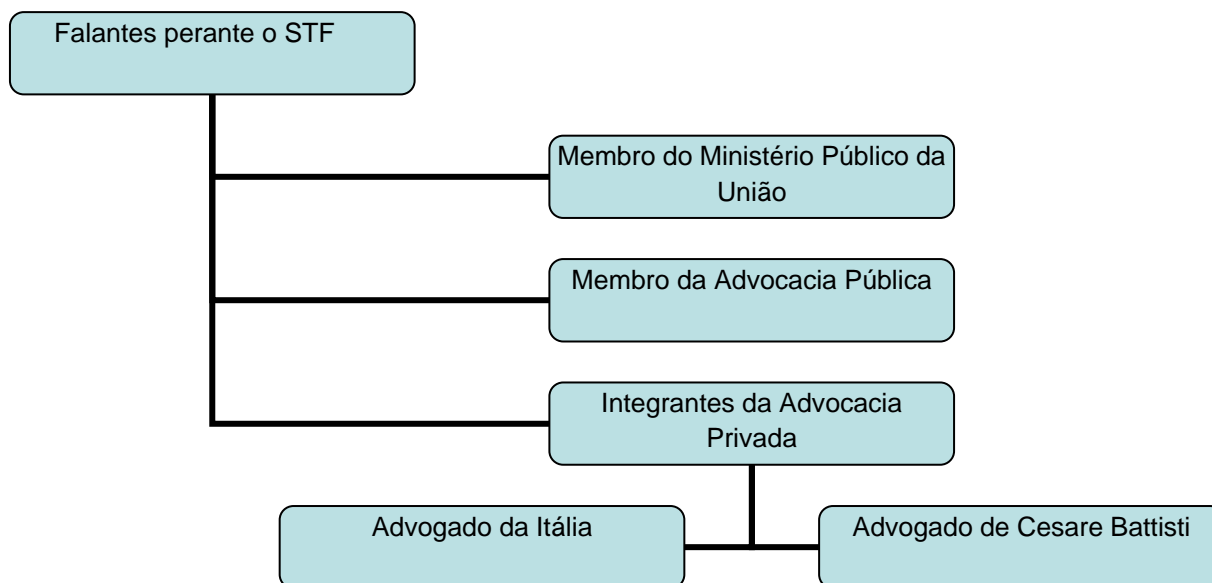 Falantes perante o STF
Membro do Ministério Público da
União
Membro da Advocacia Pública
Integrantes da Advocacia
Privada
Advogado da Itália
Advogado de Cesare Battisti